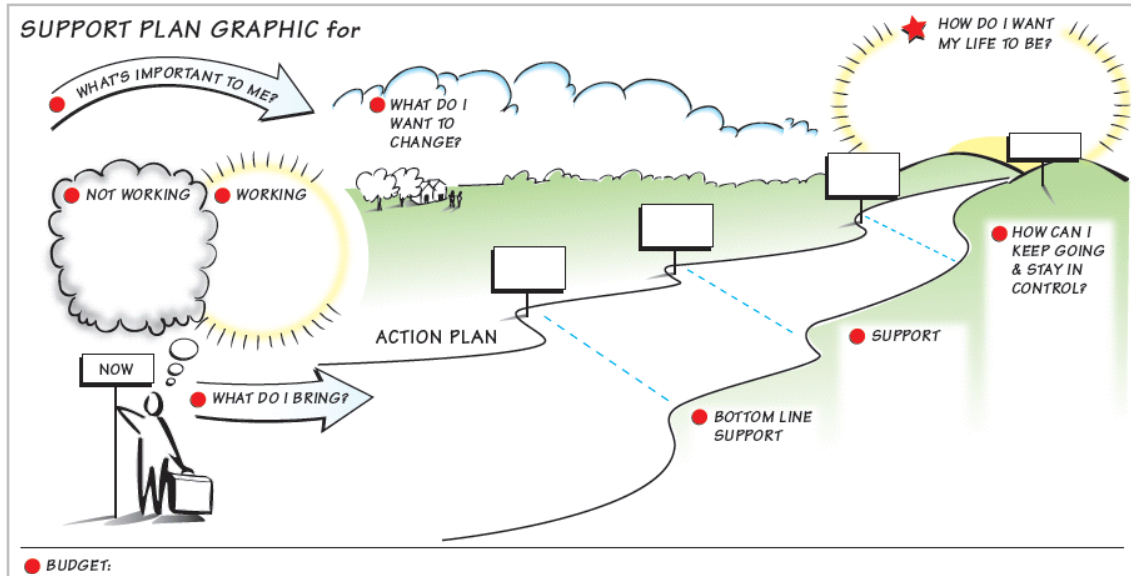 SUPPORT PLAN GRAPHIC for
HOW DO I WANT
MY LIFE TO BE?
WHAT'S IMPORTANT TO ME?
WHAT DO I
WANT TO
CHANGE?
NOT WORKING
WORKING
HOW CAN I
KEEP GOING
& STAY IN
CONTROL?
ACTION PLAN
SUPPORT
NOW
WHAT DO I BRING?
BOTTOM LINE
SUPPORT
BUDGET: